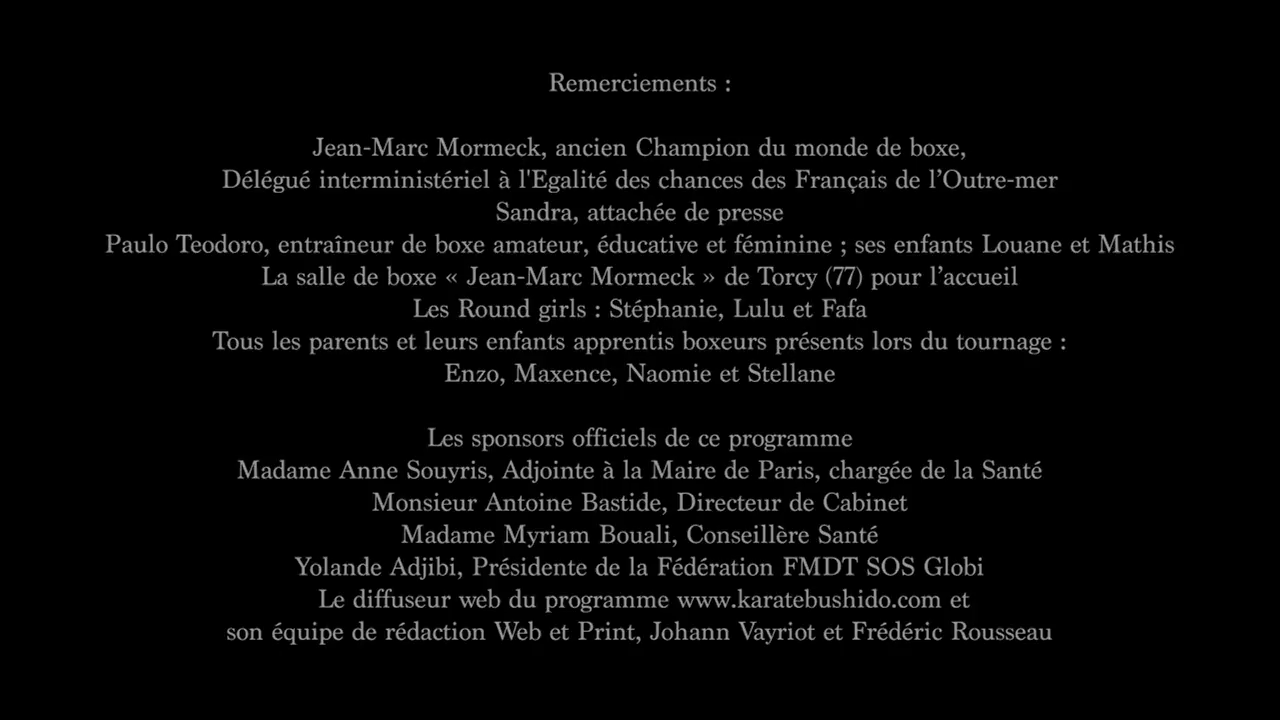 Remerciements :
Jean-Marc Mormeck, ancien Champion du monde de boxe,
Délégué interministériel à l'Egalité des chances des Français de l’Outre-mer
Sandra, attachée de presse
Paulo Teodoro, entraîneur de boxe amateur, éducative et féminine ; ses enfants Louane et Mathis
La salle de boxe « Jean-Marc Mormeck » de Torcy (77) pour l’accueil
Les Round girls : Stéphanie, Lulu et Fafa
Tous les parents et leurs enfants apprentis boxeurs présents lors du tournage :
Enzo, Maxence, Naomie et Stellane
Les sponsors officiels de ce programme
Madame Anne Souyris, Adjointe à la Maire de Paris, chargée de la Santé
Monsieur Antoine Bastide, Directeur de Cabinet
Madame Myriam Bouali, Conseillère Santé
Yolande Adjibi, Présidente de la Fédération FMDT SOS Globi
Le diffuseur web du programme www.karatebushido.com et
son équipe de rédaction Web et Print, Johann Vayriot et Frédéric Rousseau